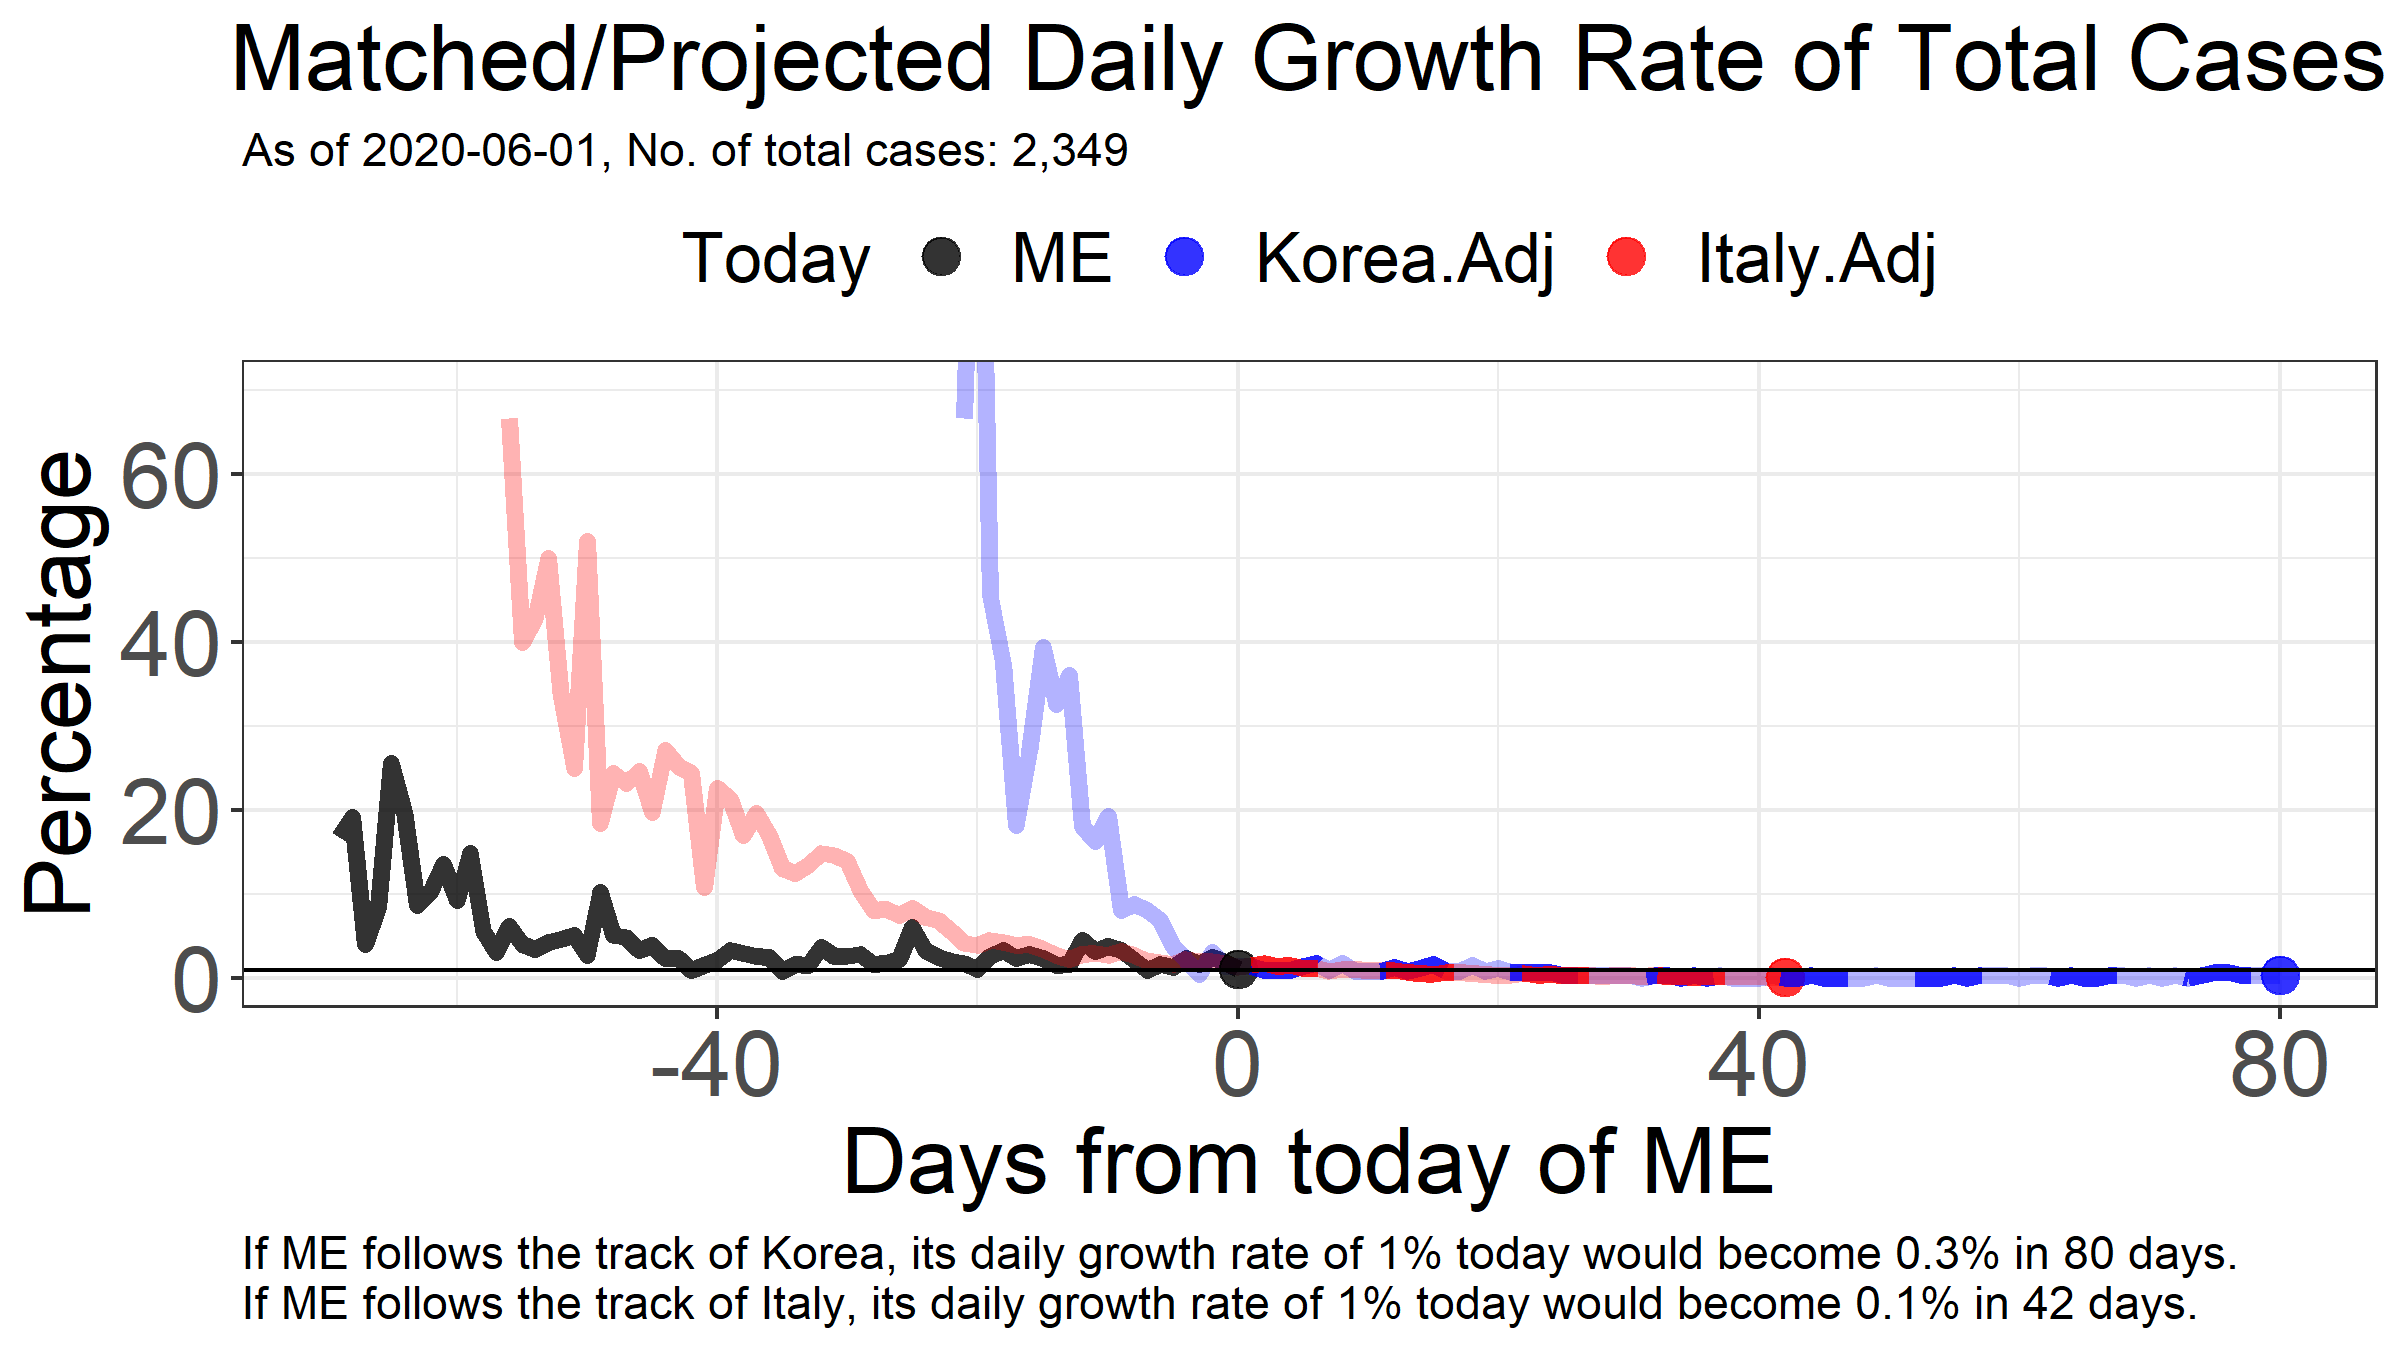 Matched/Projected Daily Growth Rate of Total Cases
As of 2020-06-01, No. of total cases: 2,349
Today ME Korea.Adj Italy.Adj
Percentage
60
40
20
0
-40 0 40 80
Days from today of ME
If ME follows the track of Korea, its daily growth rate of 1% today would become 0.3% in 80 days.
If ME follows the track of Italy, its daily growth rate of 1% today would become 0.1% in 42 days.